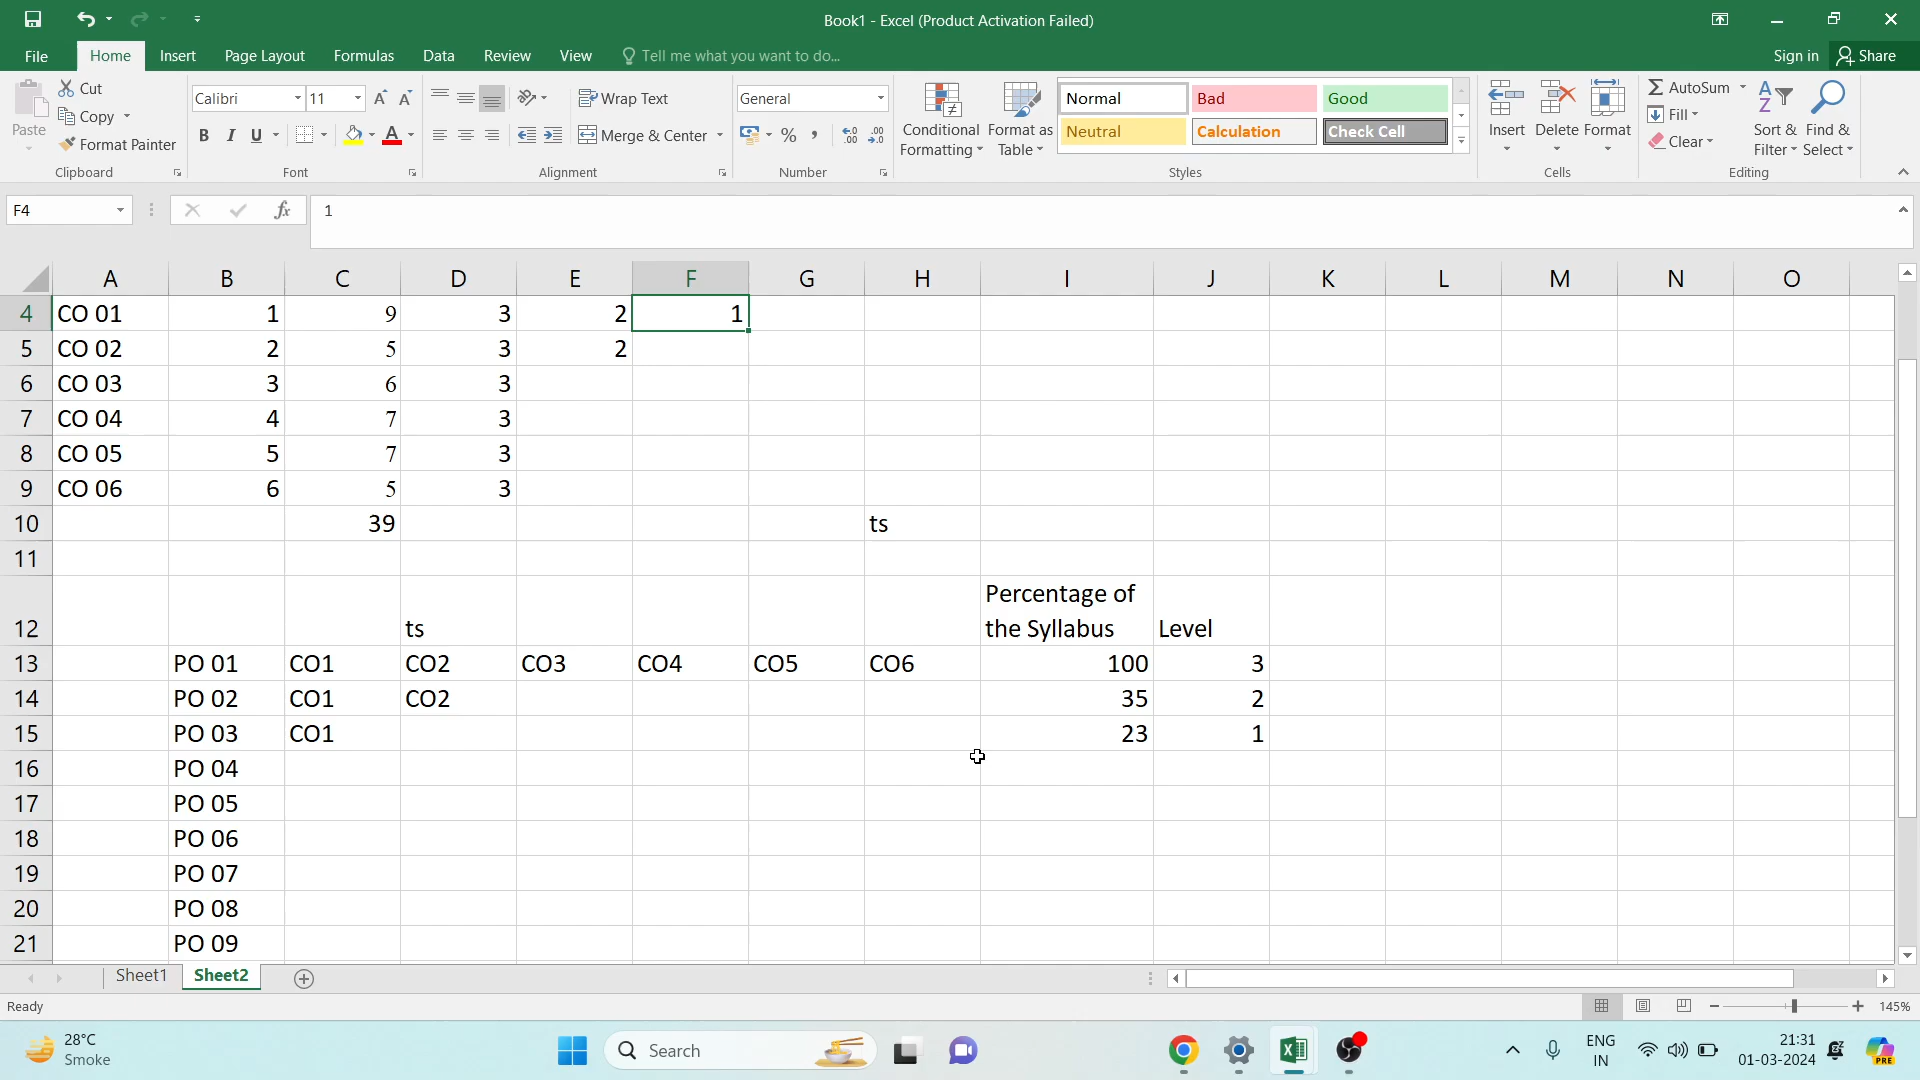 Book1 - Excel (Product Activation Failed)
File Home Insert Page Layout Formulas Data Review View Tell me what you want to do... Sign in Share
Paste Cut Copy Format Painter Clipboard
Calibri 11 A A B I U A Font
Wrap Text Merge & Center Alignment
General % , Number
Conditional Formatting Format as Table
Normal Bad Good
Neutral Calculation Check Cell
Styles
Insert Delete Format Cells
AutoSum Fill Clear Sort & Filter Find & Select Editing
F4 fx 1
A B C D E F G H I J K L M N O
4 CO 01 1 9 3 2 1
5 CO 02 2 5 3 2
6 CO 03 3 6 3
7 CO 04 4 7 3
8 CO 05 5 7 3
9 CO 06 6 5 3
10 39 ts
11
12 ts Percentage of the Syllabus Level
13 PO 01 CO1 CO2 CO3 CO4 CO5 CO6 100 3
14 PO 02 CO1 CO2 35 2
15 PO 03 CO1 23 1
16 PO 04
17 PO 05
18 PO 06
19 PO 07
20 PO 08
21 PO 09
Sheet1 Sheet2
Ready 145%
28°C
Smoke
Search
ENG
IN
21:31
01-03-2024
PRE